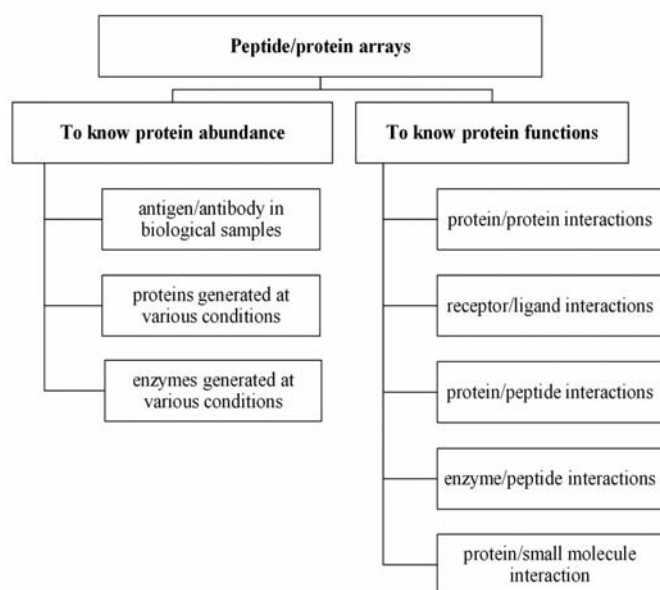 Peptide/protein arrays
To know protein abundance
antigen/antibody in
biological samples
proteins generated at
various conditions
enzymes generated at
various conditions
To know protein functions
protein/protein interactions
receptor/ligand interactions
protein/peptide interactions
enzyme/peptide interactions
protein/small molecule
interaction